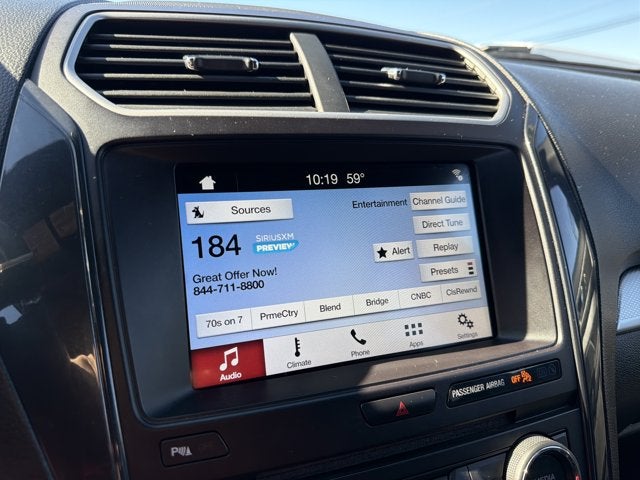 10:19 59°
Sources
Entertainment
Channel Guide
Direct Tune
184
SIRIUSXM
PREVIEW
Alert
Replay
Great Offer Now!
844-711-8800
Presets
70s on 7
PrmeCtry
Blend
Bridge
CNBC
ClsRewnd
Audio
Climate
Phone
Apps
Settings
PASSENGER AIRBAG OFF
P
MEDIA